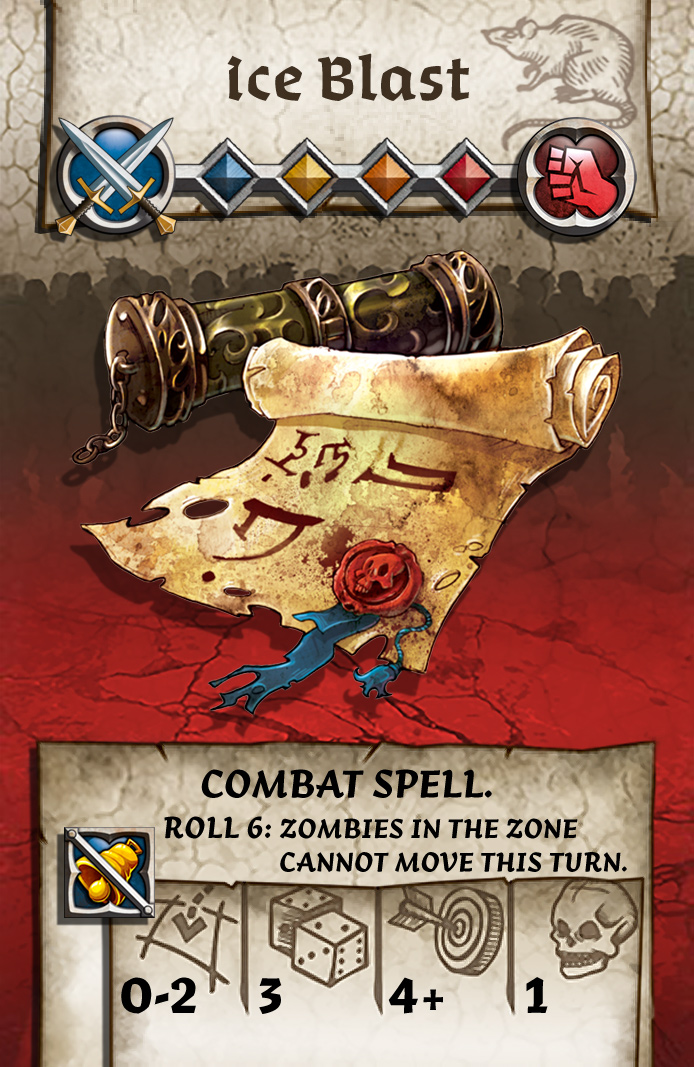 ice Blast
COMBAT SPELL.
ROLL 6: ZOMBIES IN THE ZONE
CANNOT MOVE THIS TURN.
0-2 3 4+ 1